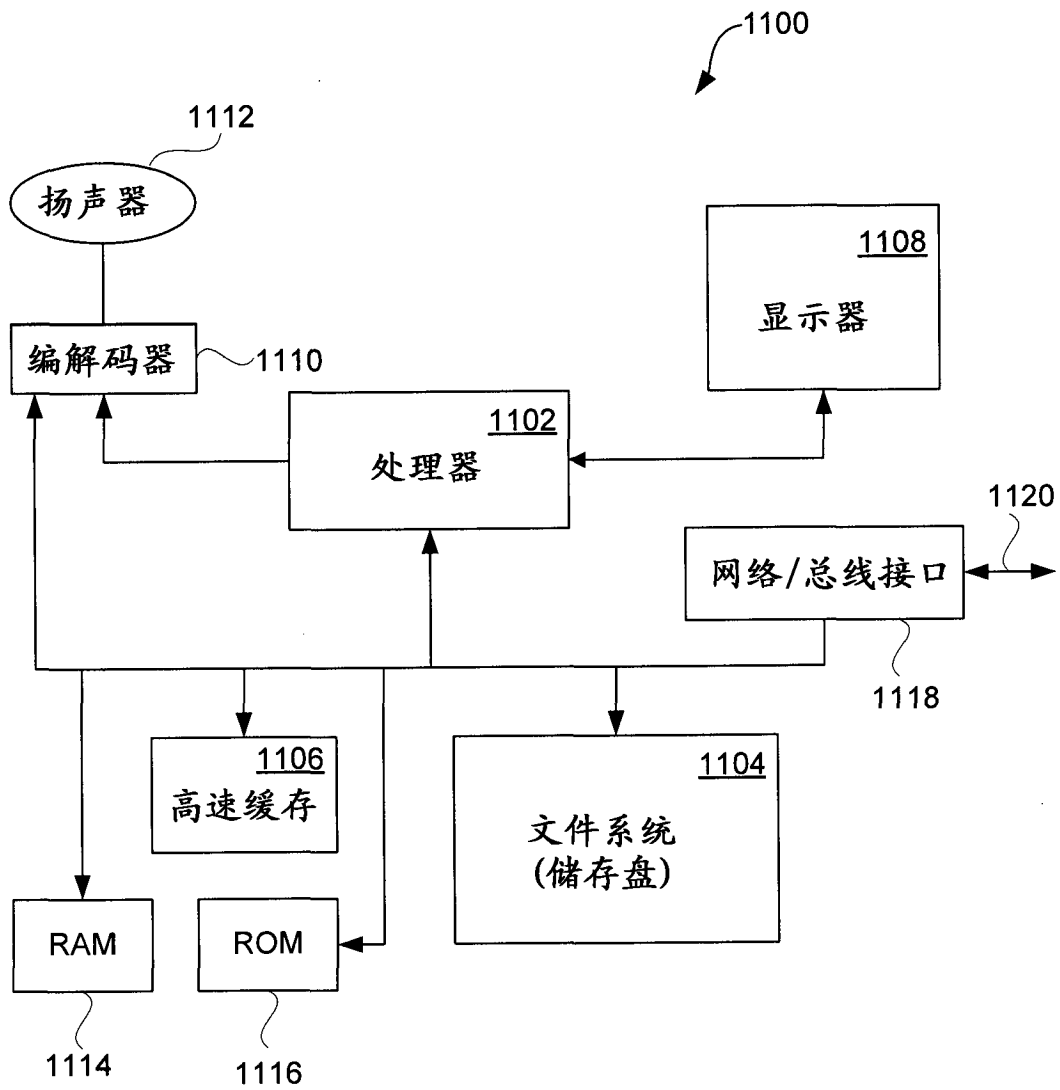 1100
1112
扬声器
1108
显示器
编解码器
1110
1102
处理器
1120
网络/总线接口
1118
1106
高速缓存
1104
文件系统
(储存盘)
RAM
ROM
1114
1116